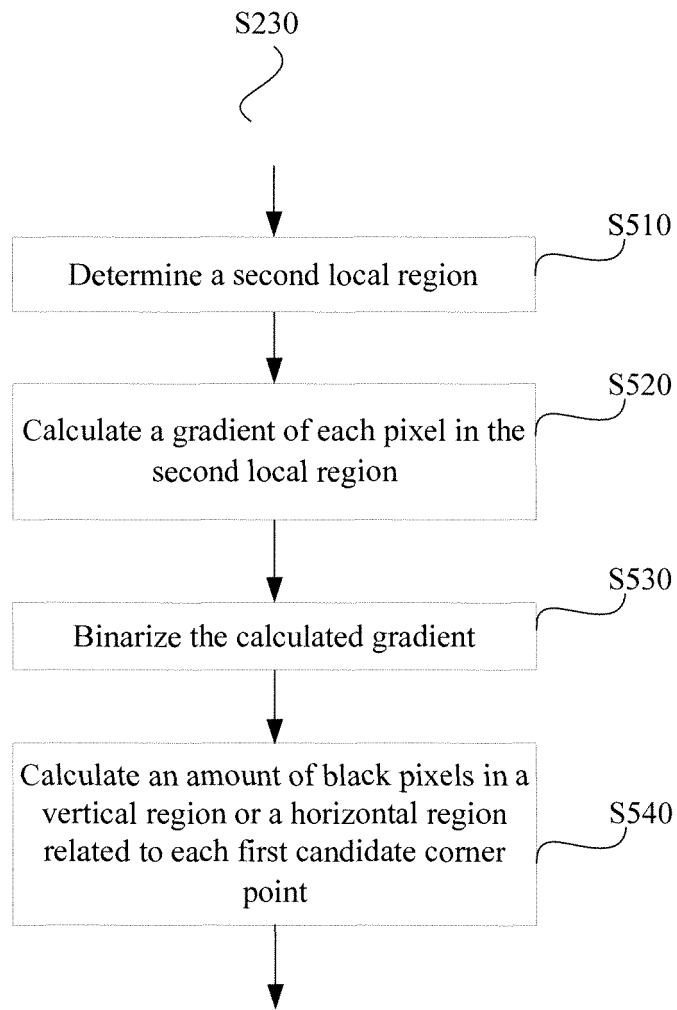 S230
S510
Determine a second local region
S520
Calculate a gradient of each pixel in the
second local region
S530
Binarize the calculated gradient
Calculate an amount of black pixels in a
vertical region or a horizontal region
related to each first candidate corner
point
S540